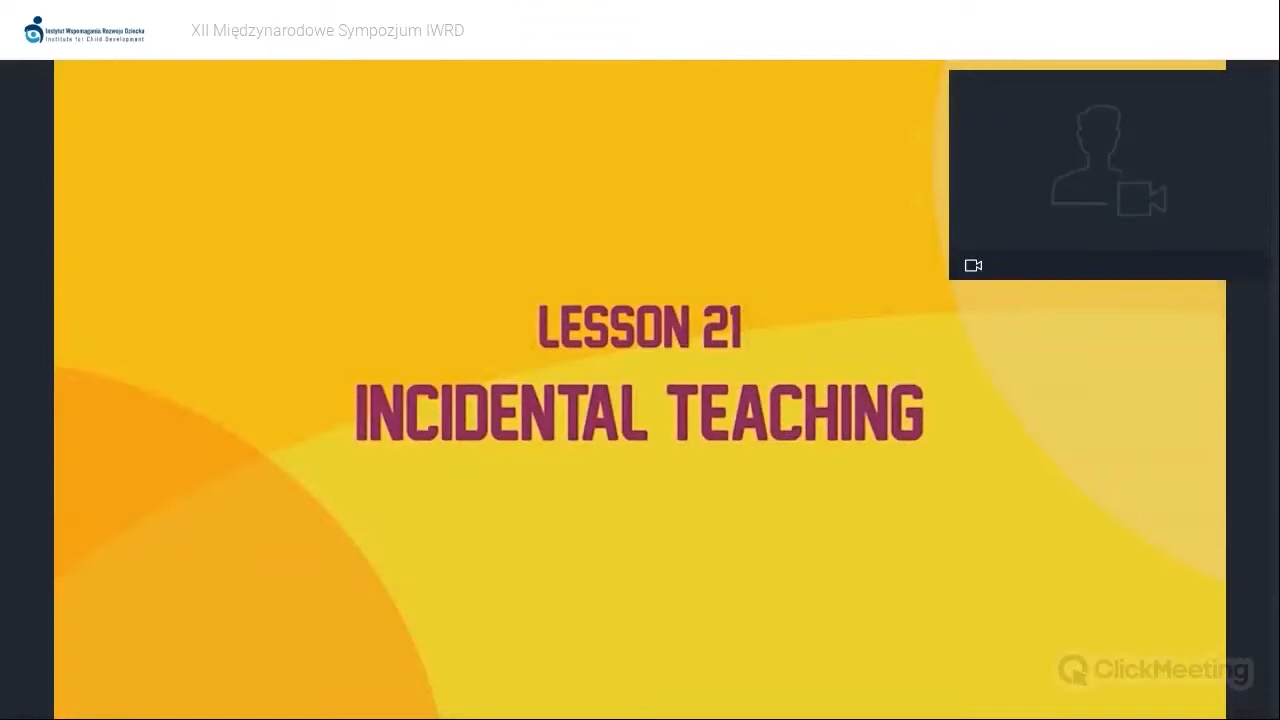 Instytut Wspomagania Rozwoju Dziecka
Institute for Child Development
XII Międzynarodowe Sympozjum IWRD
LESSON 21
INCIDENTAL TEACHING
ClickMeeting